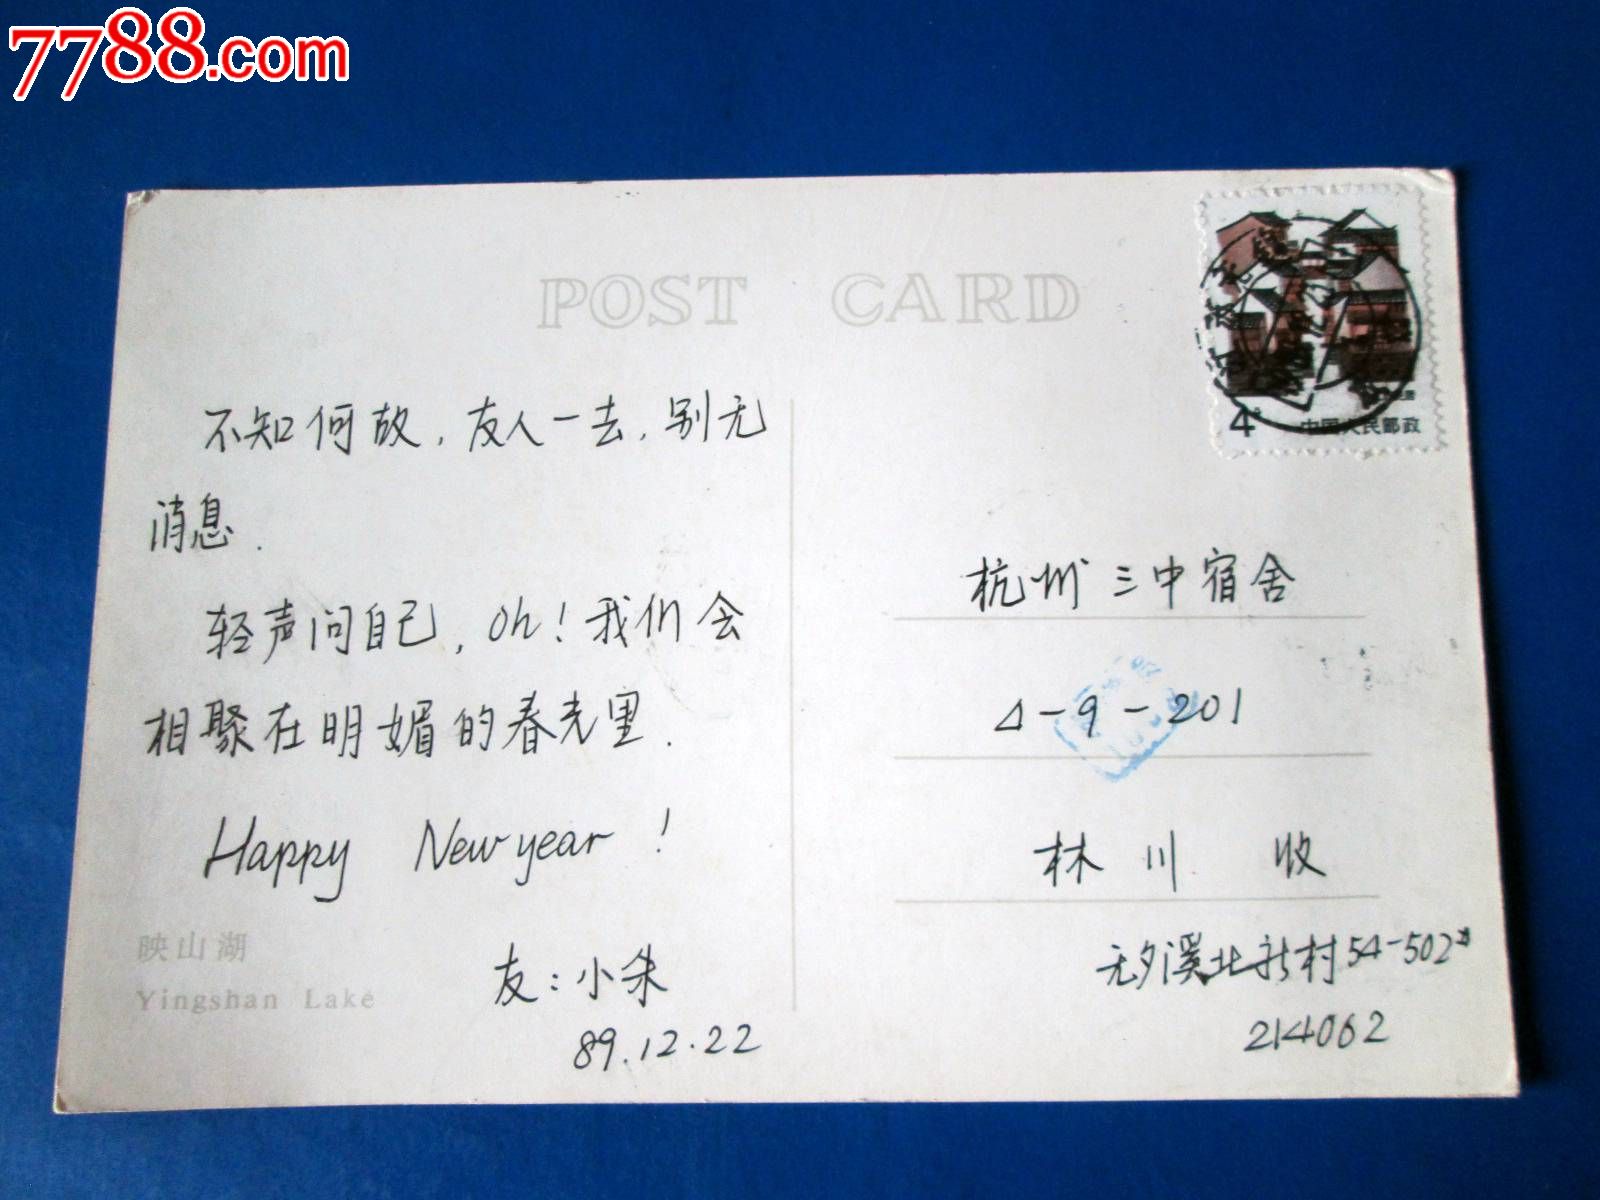 7788.com
POST CARD
4分
中国人民邮政
不知何故,友人一去,别无
消息.
轻声问自己,Oh!我们会
相聚在明媚的春光里.
Happy New year!
友:小朱
89.12.22
映山湖
Yingshan Lake
杭州三中宿舍
4-9-201
林川 收
无夕溪北新村54-502
214062